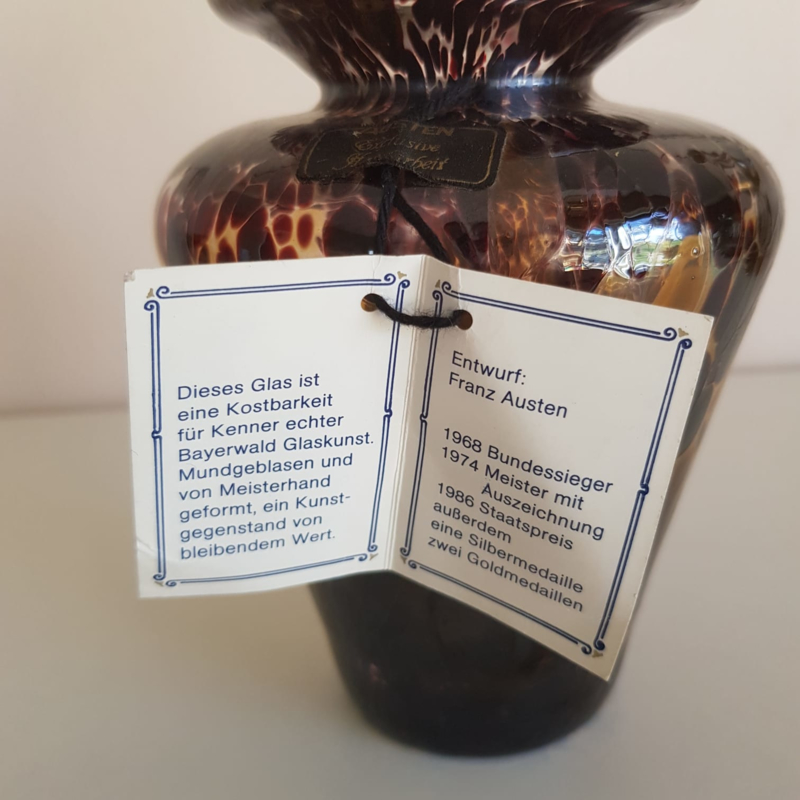 Exclusive
Dieses Glas ist
eine Kostbarkeit
für Kenner echter
Bayerwald Glaskunst.
Mundgeblasen und
von Meisterhand
geformt, ein Kunst-
gegenstand von
bleibendem Wert.
Entwurf:
Franz Austen
1968 Bundessieger
1974 Meister mit
Auszeichnung
1986 Staatspreis
außerdem
eine Silbermedaille
zwei Goldmedaillen